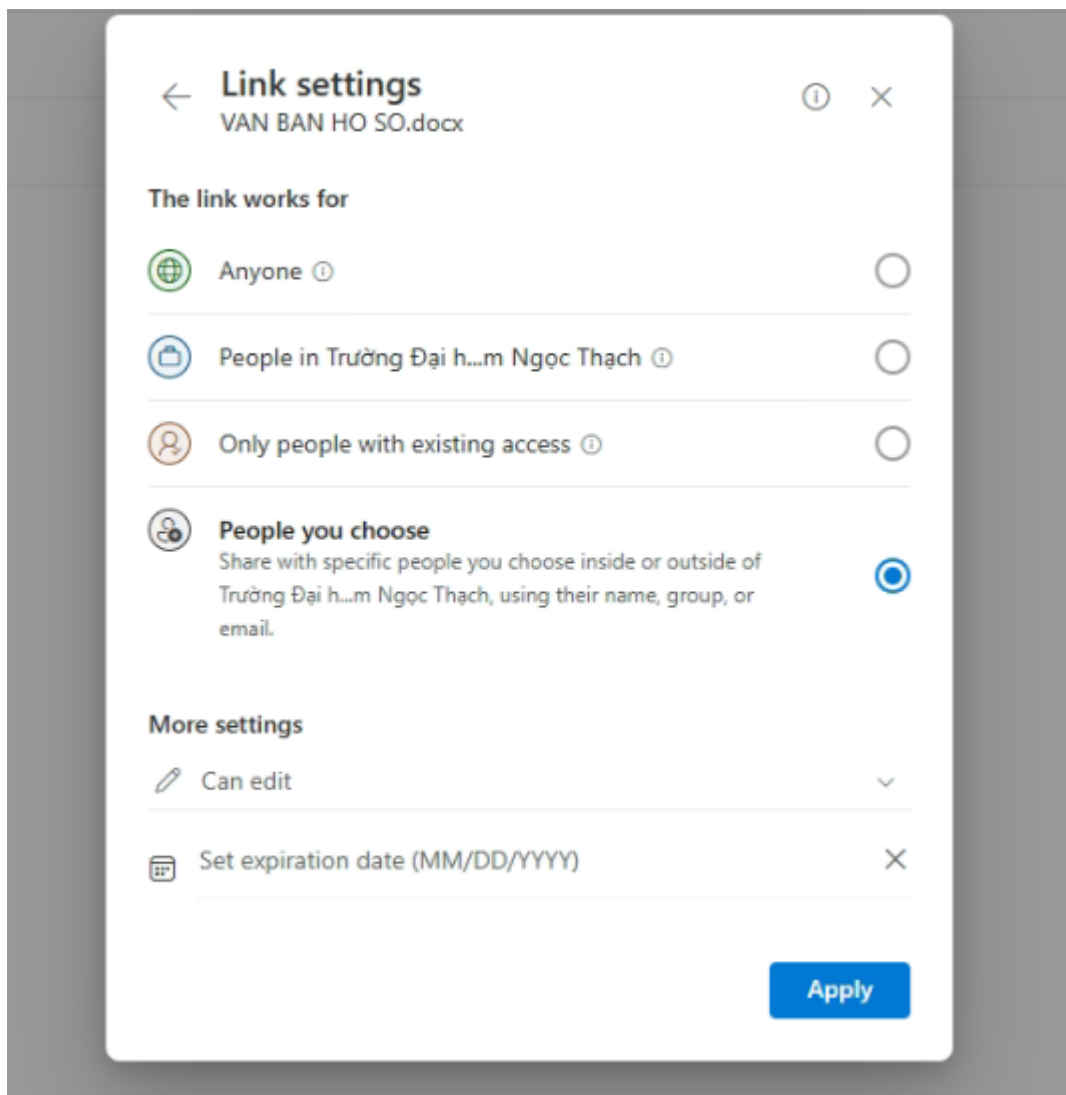 Link settings
VAN BAN HO SO.docx
The link works for
Anyone
People in Trường Đại h...m Ngọc Thạch
Only people with existing access
People you choose
Share with specific people you choose inside or outside of
Trường Đại h...m Ngọc Thạch, using their name, group, or
email.
More settings
Can edit
Set expiration date (MM/DD/YYYY)
Apply